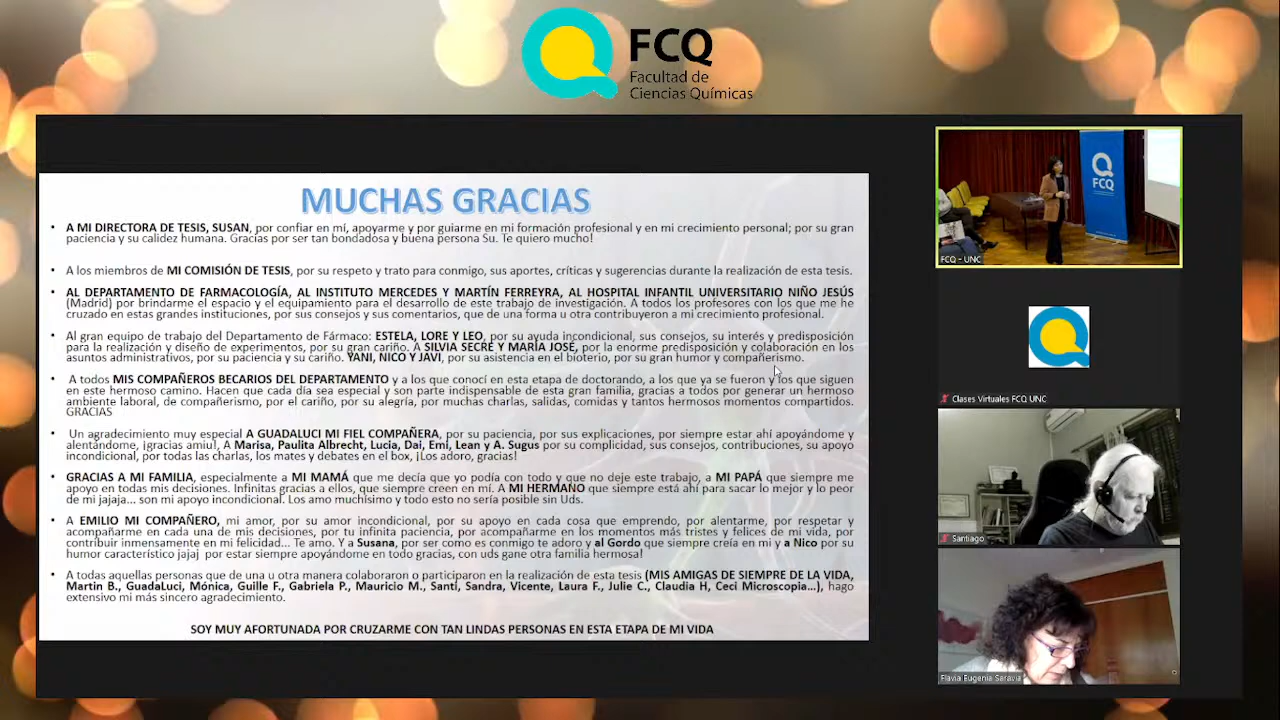 FCQ
Facultad de
Ciencias Químicas
MUCHAS GRACIAS
• A MI DIRECTORA DE TESIS, SUSAN, por confiar en mí, apoyarme y por guiarme en mi formación profesional y en mi crecimiento personal; por su gran
paciencia y su calidez humana. Gracias por ser tan bondadosa y buena persona Su. Te quiero mucho!
• A los miembros de MI COMISIÓN DE TESIS, por su respeto y trato para conmigo, sus aportes, críticas y sugerencias durante la realización de esta tesis.
• AL DEPARTAMENTO DE FARMACOLOGÍA, AL INSTITUTO MERCEDES Y MARTÍN FERREYRA, AL HOSPITAL INFANTIL UNIVERSITARIO NIÑO JESÚS
(Madrid) por brindarme el espacio y el equipamiento para el desarrollo de este trabajo de investigación. A todos los profesores con los que me he
cruzado en estas grandes instituciones, por sus consejos y sus comentarios, que de una forma u otra contribuyeron a mi crecimiento profesional.
• Al gran equipo de trabajo del Departamento de Fármaco: ESTELA, LORE Y LEO, por su ayuda incondicional, sus consejos, su interés y predisposición
para la realización y diseño de experimentos, por su gran cariño. A SILVIA SECRE Y MARÍA JOSÉ, por la enorme predisposición y colaboración en los
asuntos administrativos, por su paciencia y su cariño. YANI, NICO Y JAVI, por su asistencia en el bioterio, por su gran humor y compañerismo.
• A todos MIS COMPAÑEROS BECARIOS DEL DEPARTAMENTO y a los que conocí en esta etapa de doctorando, a los que ya se fueron y los que siguen
en este hermoso camino. Hacen que cada día sea especial y son parte indispensable de esta gran familia, gracias a todos por generar un hermoso
ambiente laboral, de compañerismo, por el cariño, por su alegría, por muchas charlas, salidas, comidas y tantos hermosos momentos compartidos.
GRACIAS
• Un agradecimiento muy especial A GUADALUCI MI FIEL COMPAÑERA, por su paciencia, por sus explicaciones, por siempre estar ahí apoyándome y
alentándome, ¡gracias amiu!, A Marisa, Paulita Albrecht, Lucia, Dai, Emi, Lean y A. Sugus por su complicidad, sus consejos, contribuciones, su apoyo
incondicional, por todas las charlas, los mates y debates en el box, ¡Los adoro, gracias!
• GRACIAS A MI FAMILIA, especialmente a MI MAMÁ que me decía que yo podía con todo y que no deje este trabajo, a MI PAPÁ que siempre me
apoyo en todas mis decisiones. Infinitas gracias a ellos, que siempre creen en mí. A MI HERMANO que siempre está ahí para sacar lo mejor y lo peor
de mi jajaja... son mi apoyo incondicional. Los amo muchísimo y todo esto no sería posible sin Uds.
• A EMILIO MI COMPAÑERO, mi amor, por su amor incondicional, por su apoyo en cada cosa que emprendo, por alentarme, por respetar y
acompañarme en cada una de mis decisiones, por tu infinita paciencia, por acompañarme en los momentos más tristes y felices de mi vida, por
contribuir inmensamente en mi felicidad... Te amo. Y a Susana, por ser como es conmigo te adoro y al Gordo que siempre creía en mi y a Nico por su
humor característico jajaj por estar siempre apoyándome en todo gracias, con uds gane otra familia hermosa!
• A todas aquellas personas que de una u otra manera colaboraron o participaron en la realización de esta tesis (MIS AMIGAS DE SIEMPRE DE LA VIDA,
Martin B., GuadaLuci, Mónica, Guille F., Gabriela P., Mauricio M., Santi, Sandra, Vicente, Laura F., Julie C., Claudia H, Ceci Microscopia...), hago
extensivo mi más sincero agradecimiento.
SOY MUY AFORTUNADA POR CRUZARME CON TAN LINDAS PERSONAS EN ESTA ETAPA DE MI VIDA
FCQ
FCQ - UNC
Clases Virtuales FCQ UNC
Santiago
Flavia Eugenia Saravia